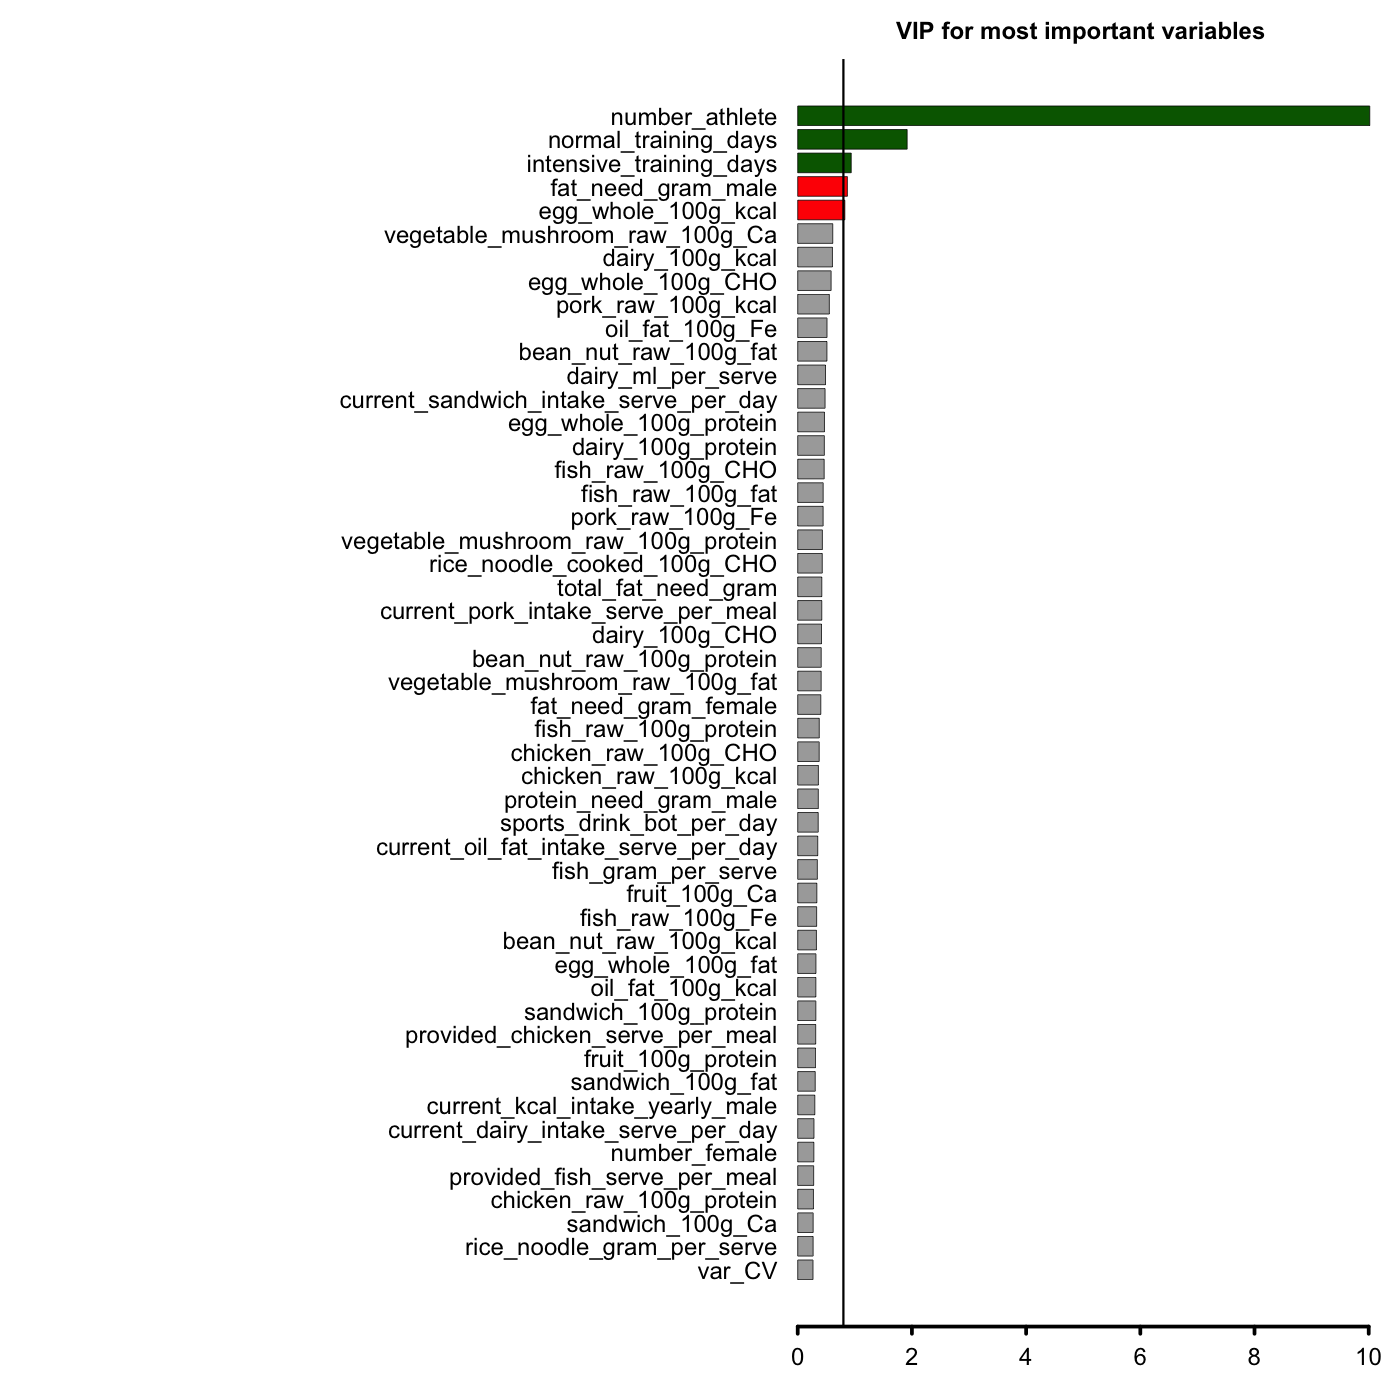 VIP for most important variables
number_athlete
normal_training_days
intensive_training_days
fat_need_gram_male
egg_whole_100g_kcal
vegetable_mushroom_raw_100g_Ca
dairy_100g_kcal
egg_whole_100g_CHO
pork_raw_100g_kcal
oil_fat_100g_Fe
bean_nut_raw_100g_fat
dairy_ml_per_serve
current_sandwich_intake_serve_per_day
egg_whole_100g_protein
dairy_100g_protein
fish_raw_100g_CHO
fish_raw_100g_fat
pork_raw_100g_Fe
vegetable_mushroom_raw_100g_protein
rice_noodle_cooked_100g_CHO
total_fat_need_gram
current_pork_intake_serve_per_meal
dairy_100g_CHO
bean_nut_raw_100g_protein
vegetable_mushroom_raw_100g_fat
fat_need_gram_female
fish_raw_100g_protein
chicken_raw_100g_CHO
chicken_raw_100g_kcal
protein_need_gram_male
sports_drink_bot_per_day
current_oil_fat_intake_serve_per_day
fish_gram_per_serve
fruit_100g_Ca
fish_raw_100g_Fe
bean_nut_raw_100g_kcal
egg_whole_100g_fat
oil_fat_100g_kcal
sandwich_100g_protein
provided_chicken_serve_per_meal
fruit_100g_protein
sandwich_100g_fat
current_kcal_intake_yearly_male
current_dairy_intake_serve_per_day
number_female
provided_fish_serve_per_meal
chicken_raw_100g_protein
sandwich_100g_Ca
rice_noodle_gram_per_serve
var_CV
0 2 4 6 8 10